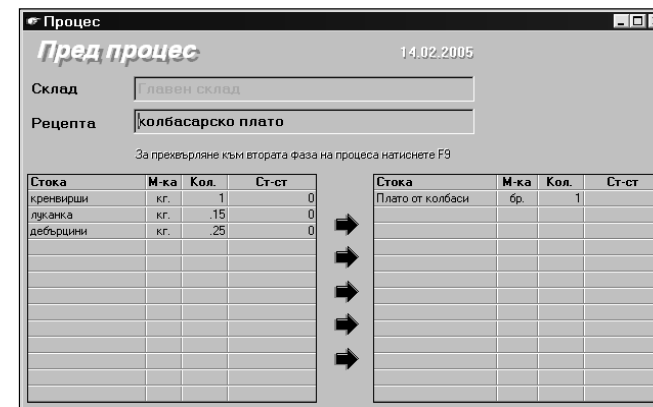 Процес
Пред процес 14.02.2005
Склад Главен склад
Рецепта колбасарско плато
За прехвърляне към втората фаза на процеса натиснете F9
Стока М-ка Кол. Ст-ст Стока М-ка Кол. Ст-ст
кренвирши кг. 1 0 Плато от колбаси бр. 1
луканка кг. .15 0
дебърцини кг. .25 0